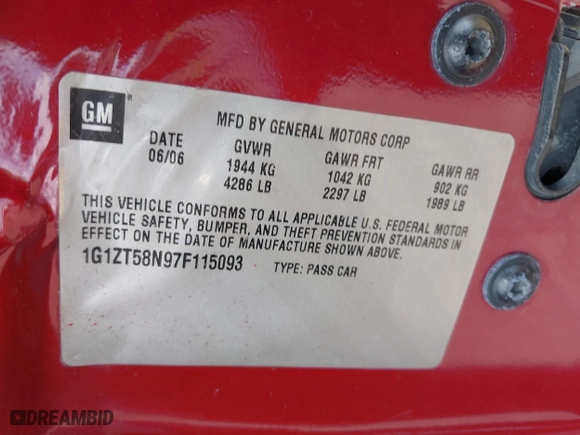 GM
®
MFD BY GENERAL MOTORS CORP
DATE GVWR GAWR FRT GAWR RR
06/06 1944 KG 1042 KG 902 KG
4286 LB 2297 LB 1989 LB
THIS VEHICLE CONFORMS TO ALL APPLICABLE U.S. FEDERAL MOTOR
VEHICLE SAFETY, BUMPER, AND THEFT PREVENTION STANDARDS IN
EFFECT ON THE DATE OF MANUFACTURE SHOWN ABOVE.
1G1ZT58N97F115093 TYPE: PASS CAR
DREAMBID